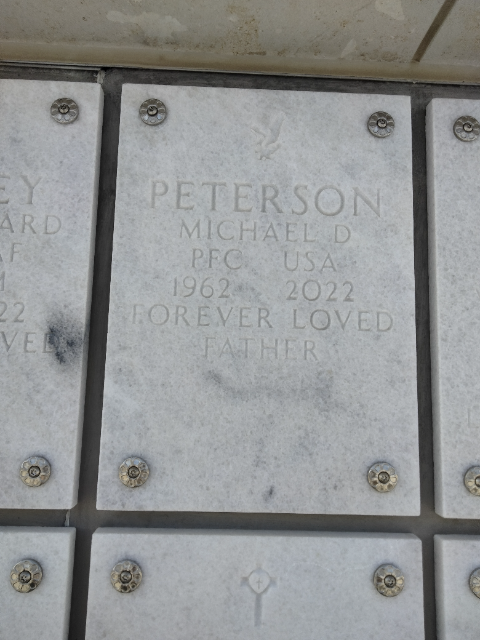 PETERSON
MICHAEL D
PFC USA
1962 2022
FOREVER LOVED
FATHER